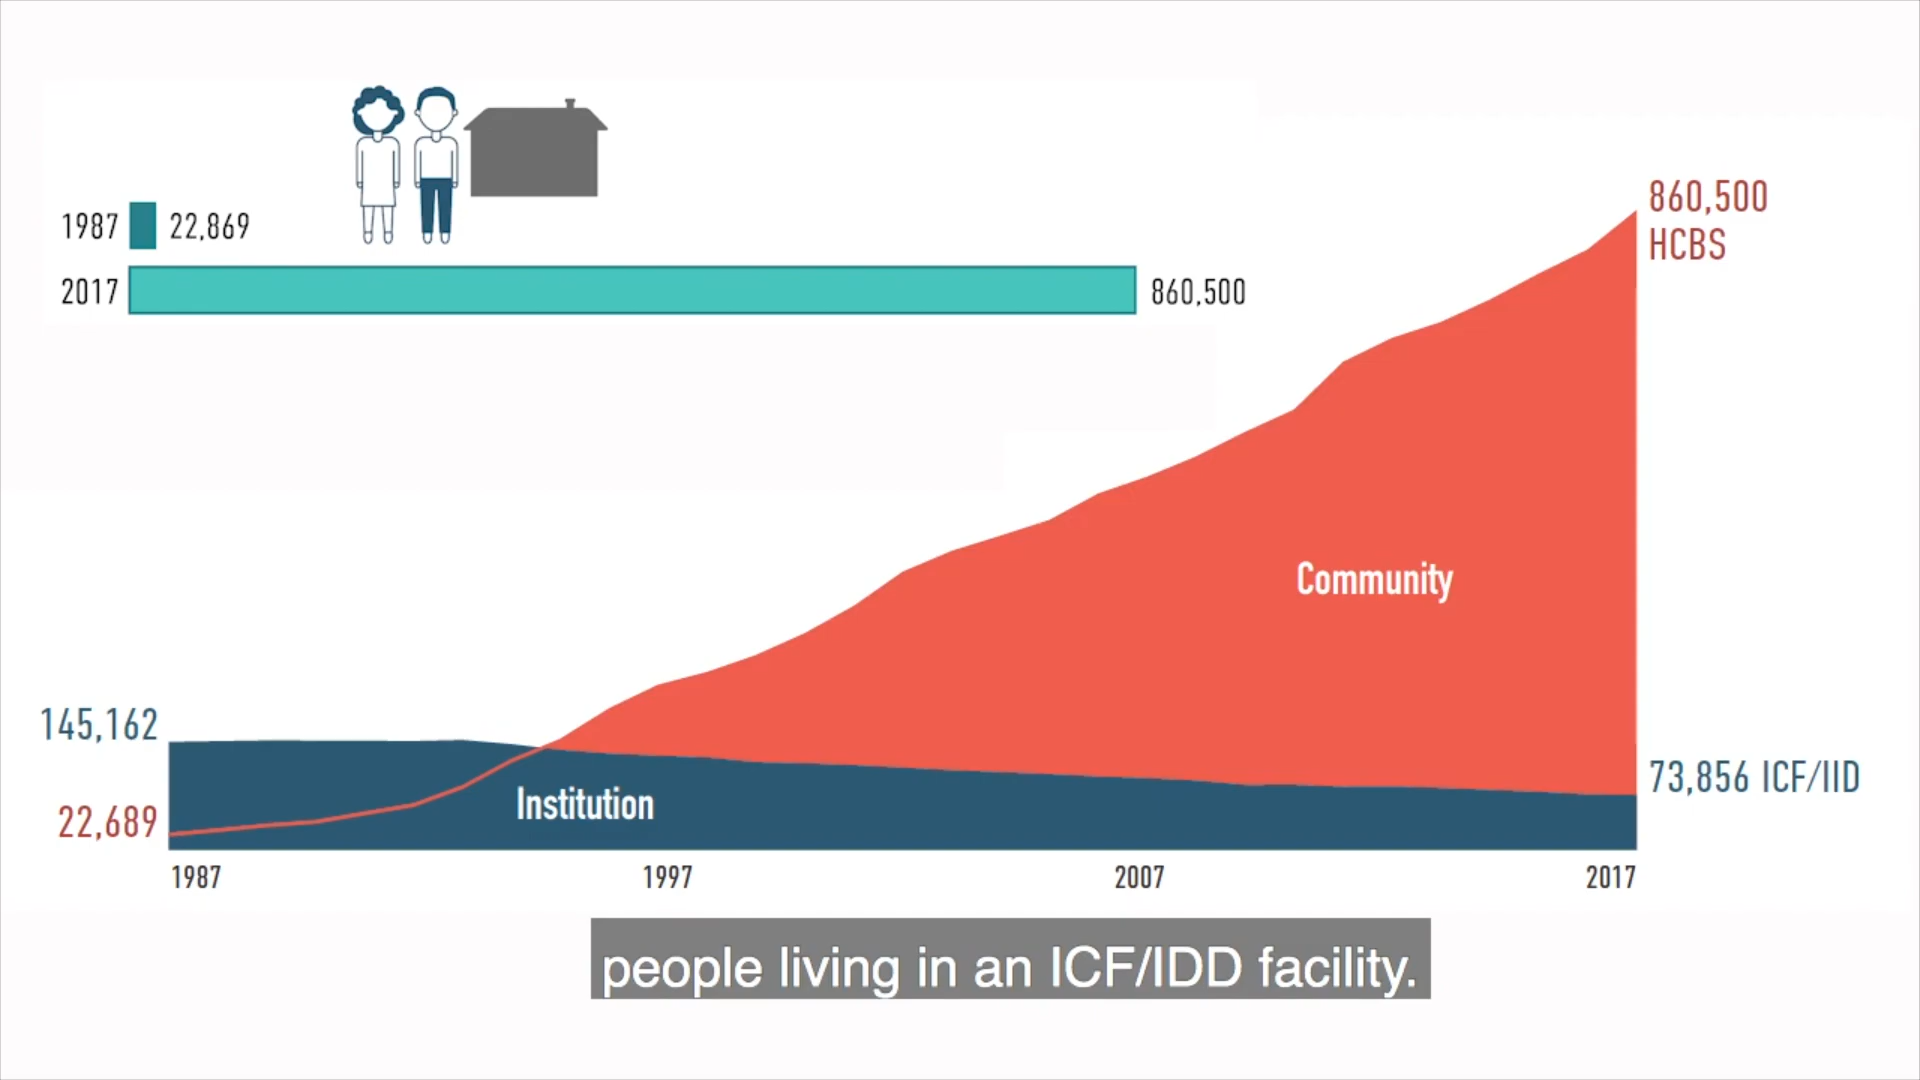 1987 22,869
2017 860,500
860,500
HCBS
Community
145,162
73,856 ICF/IID
Institution
22,689
1987 1997 2007 2017
people living in an ICF/IDD facility.